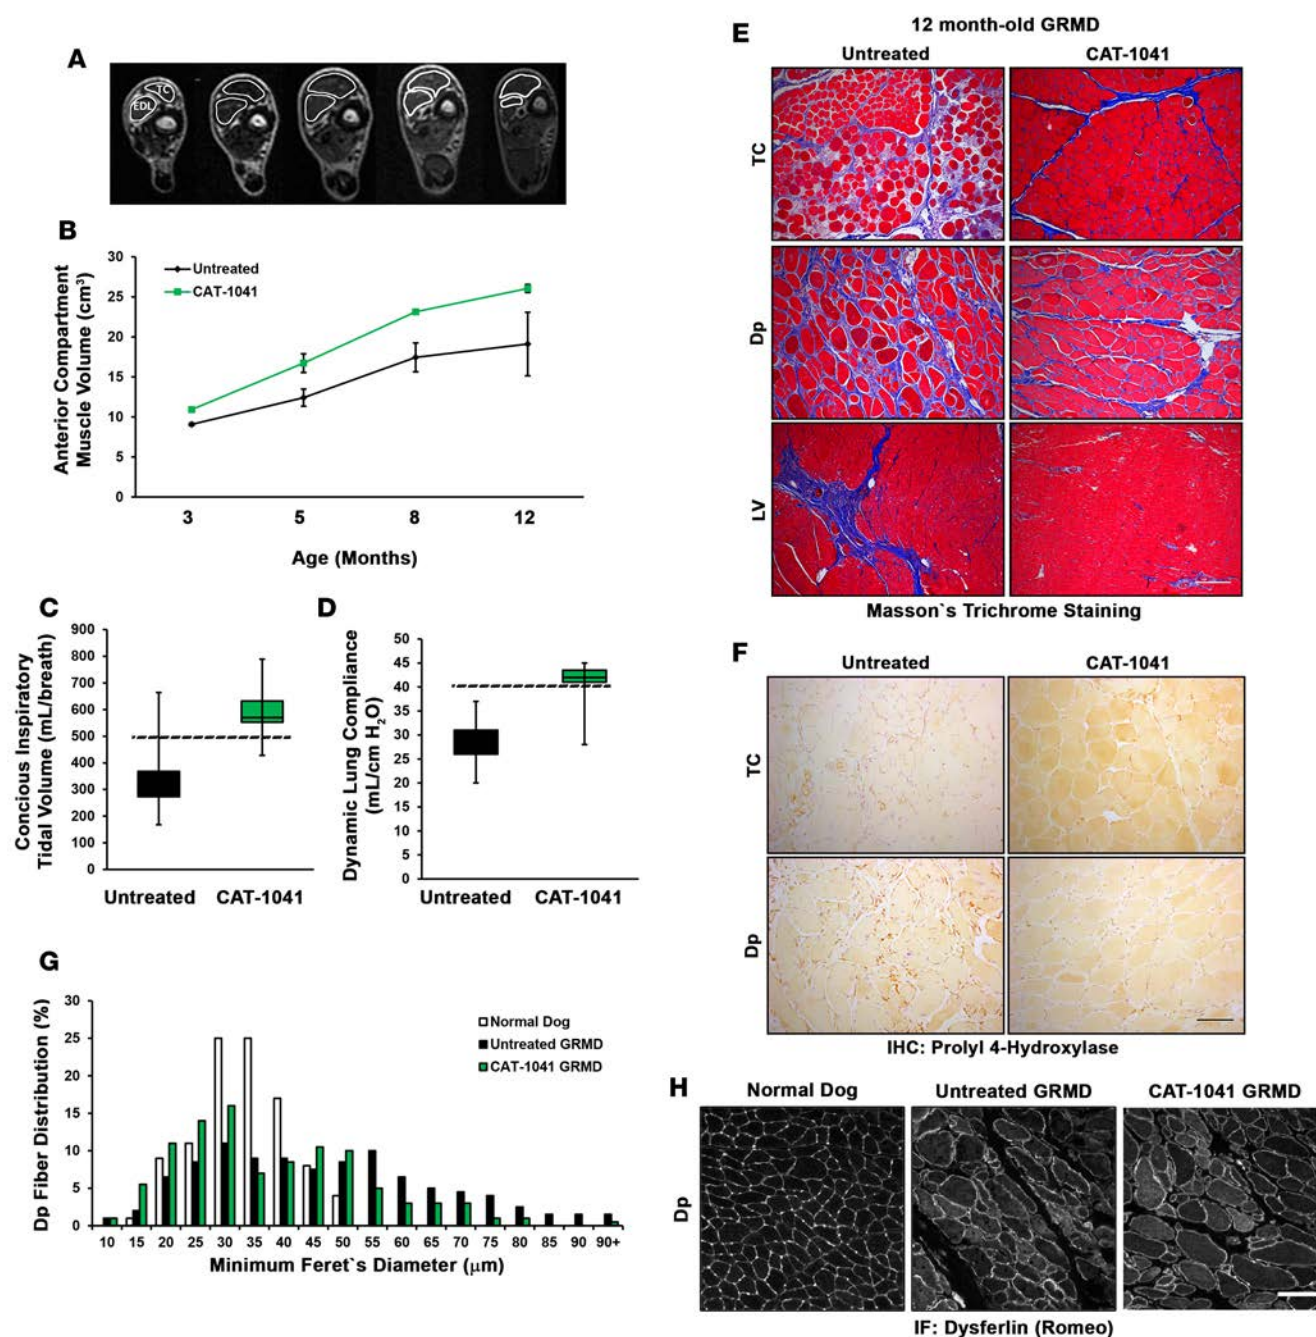 A
TC
EDL
B
Untreated
CAT-1041
Anterior Compartment
Muscle Volume (cm³)
30
25
20
15
10
5
0
3 5 8 12
Age (Months)
C
Concious Inspiratory
Tidal Volume (mL/breath)
900
800
700
600
500
400
300
200
100
0
Untreated CAT-1041
D
Dynamic Lung Compliance
(mL/cm H₂O)
50
45
40
35
30
25
20
15
10
5
0
Untreated CAT-1041
E
12 month-old GRMD
Untreated CAT-1041
TC
Dp
LV
Masson`s Trichrome Staining
F
Untreated CAT-1041
TC
Dp
IHC: Prolyl 4-Hydroxylase
G
Dp Fiber Distribution (%)
30
25
20
15
10
5
0
Normal Dog
Untreated GRMD
CAT-1041 GRMD
10 15 20 25 30 35 40 45 50 55 60 65 70 75 80 85 90 90+
Minimum Feret`s Diameter (μm)
H
Normal Dog Untreated GRMD CAT-1041 GRMD
Dp
IF: Dysferlin (Romeo)